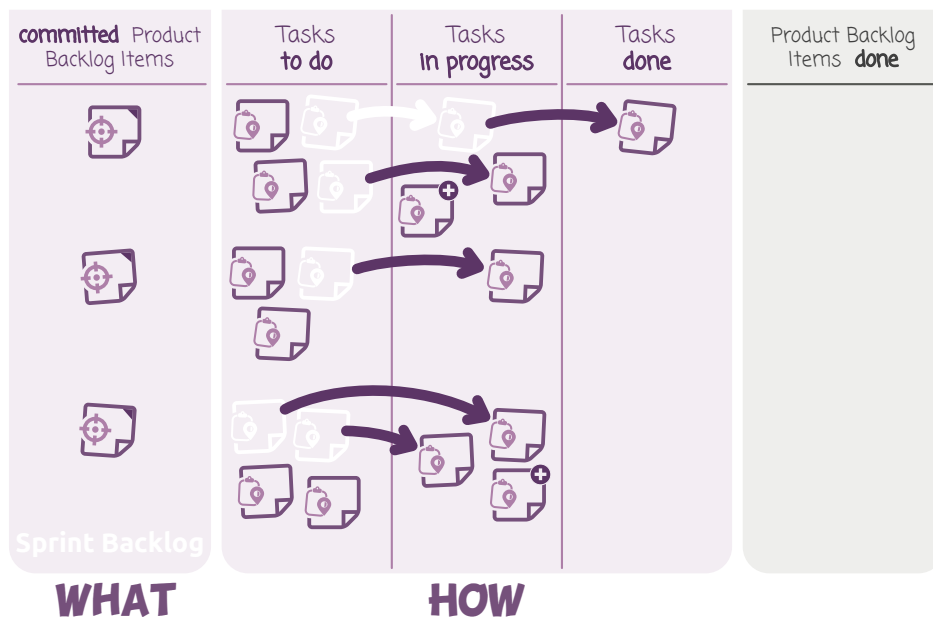 committed Product
Backlog Items
Tasks
to do
Tasks
in progress
Tasks
done
Product Backlog
Items done
Sprint Backlog
WHAT
HOW